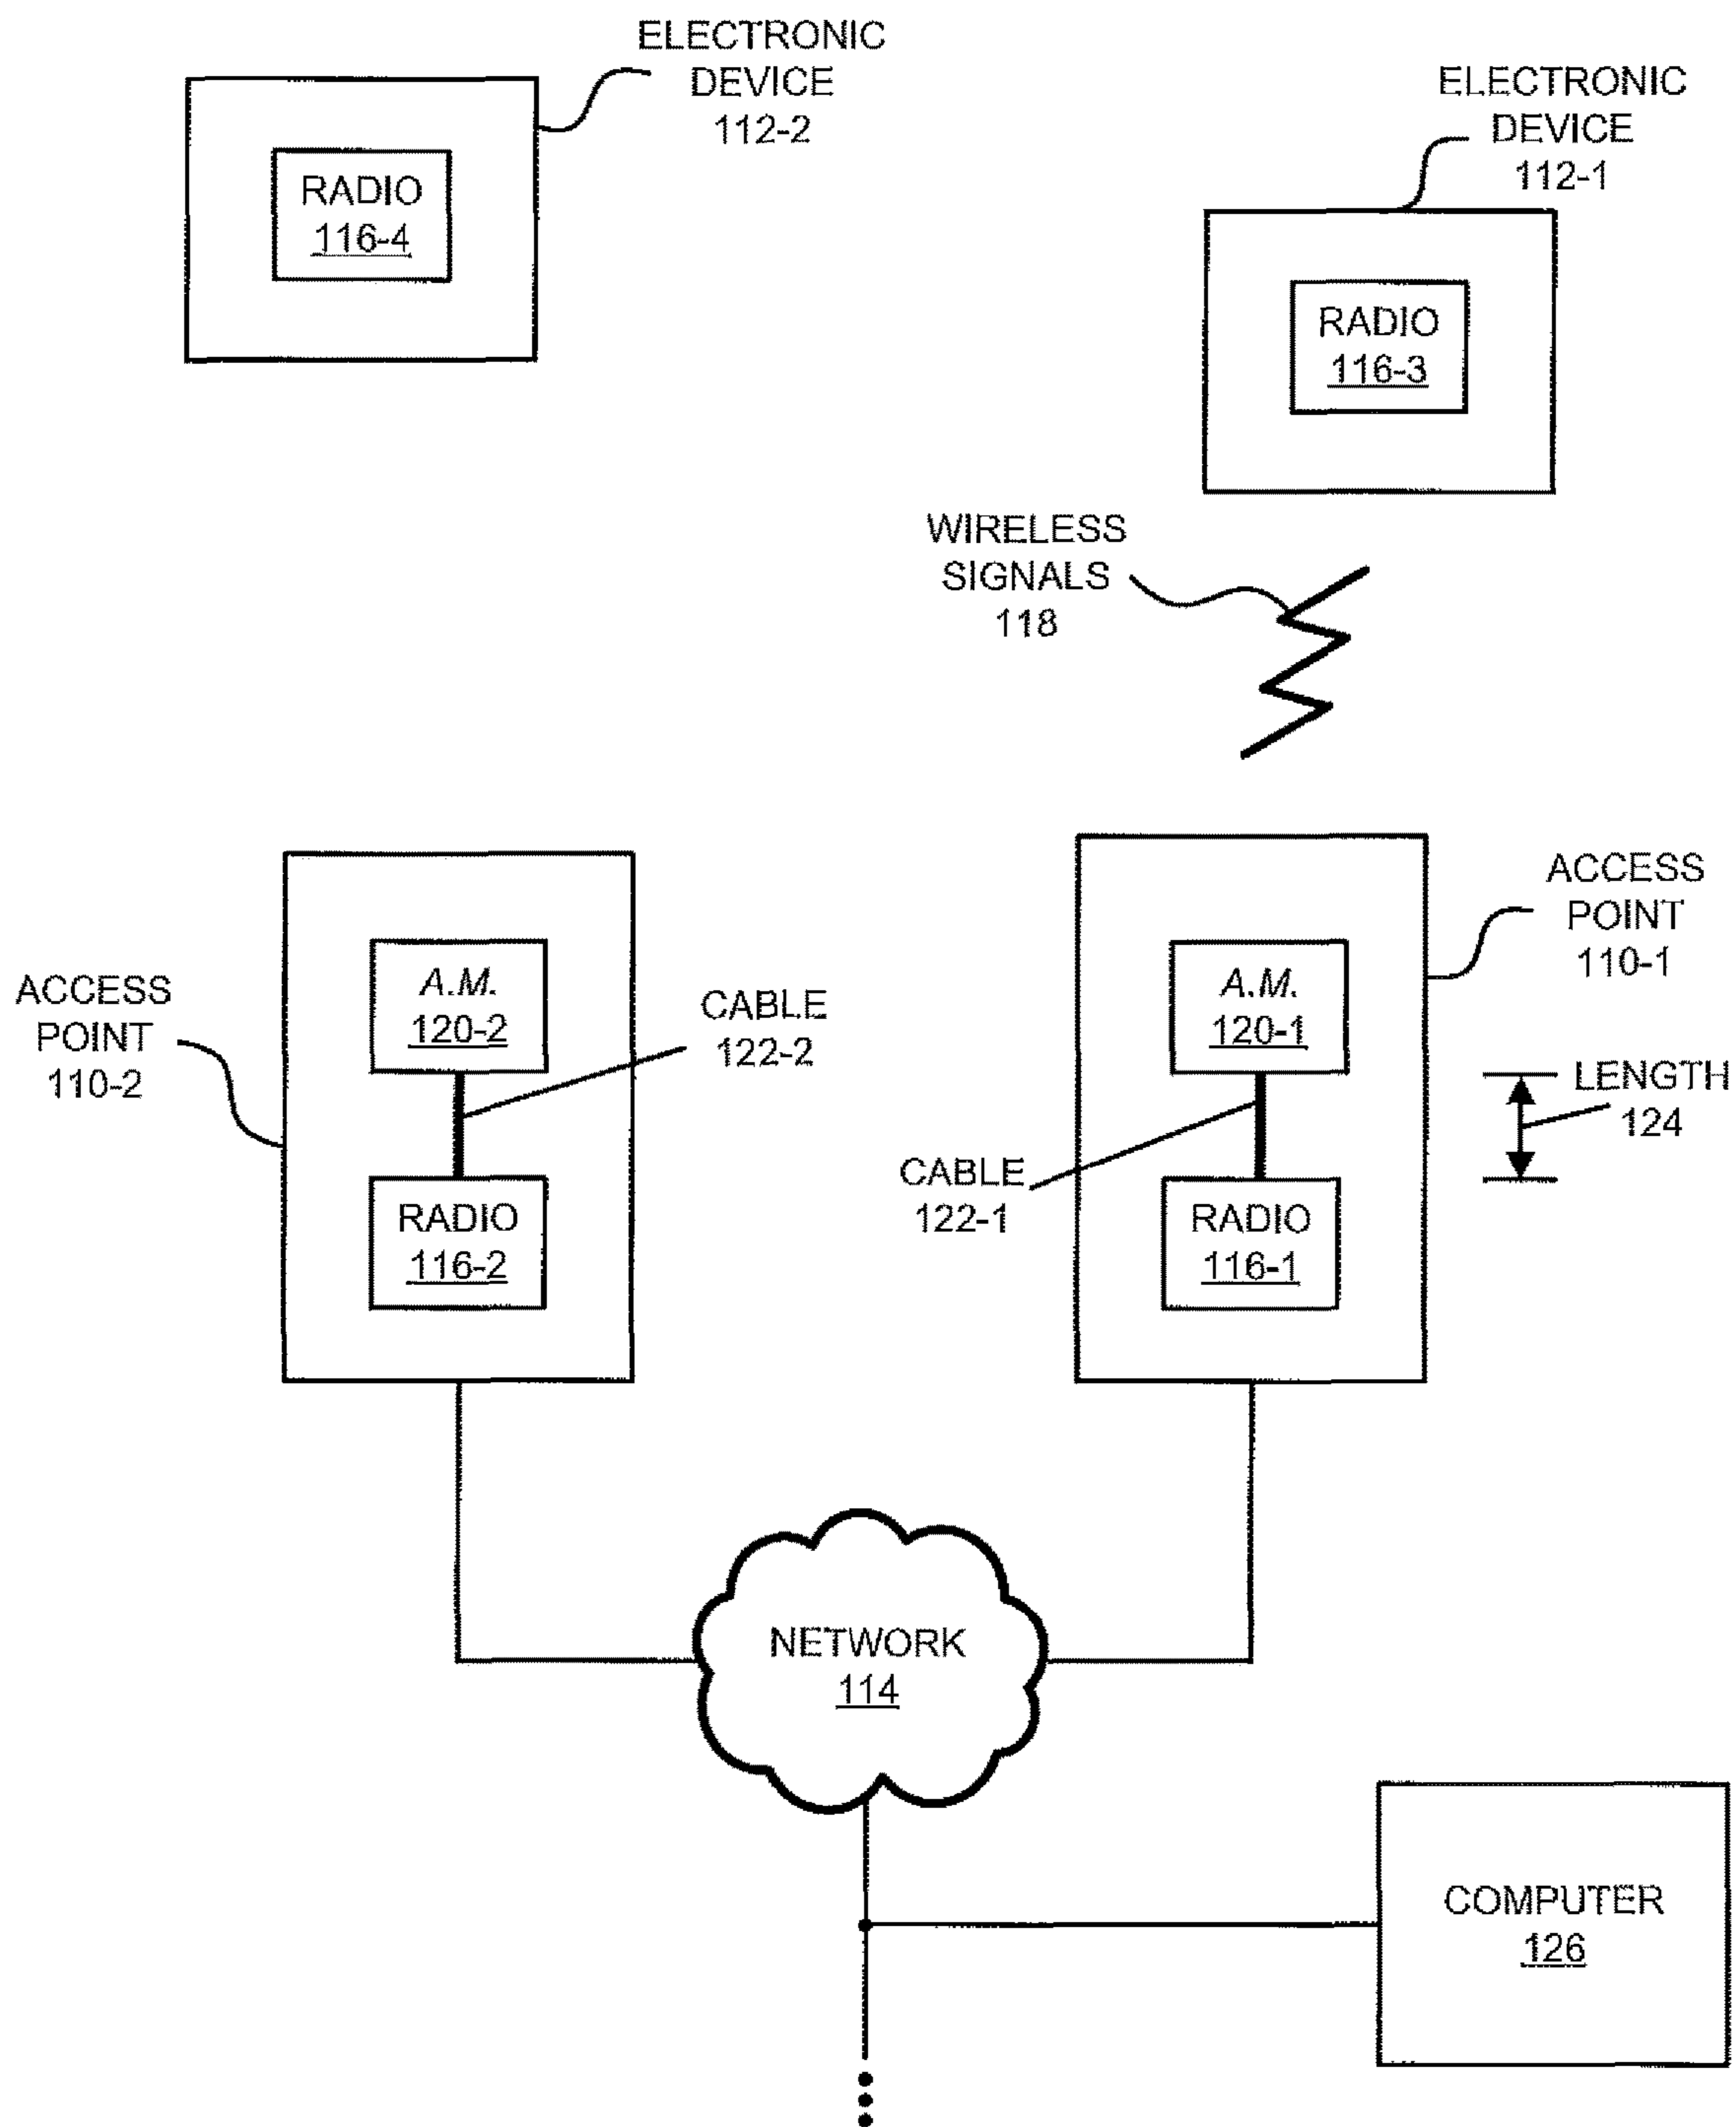 ELECTRONIC
DEVICE
112-2
RADIO
116-4
ELECTRONIC
DEVICE
112-1
RADIO
116-3
WIRELESS
SIGNALS
118
ACCESS
POINT
110-2
A.M.
120-2
CABLE
122-2
RADIO
116-2
ACCESS
POINT
110-1
A.M.
120-1
LENGTH
124
CABLE
122-1
RADIO
116-1
NETWORK
114
COMPUTER
126